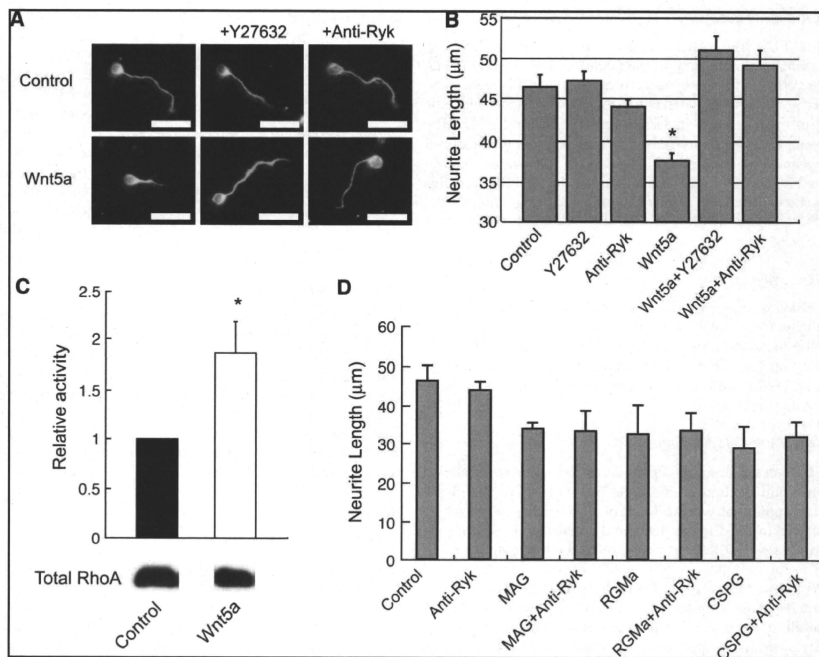 A
+Y27632
+Anti-Ryk
Control
Wnt5a
B
Neurite Length (μm)
55
50
45
40
35
30
*
Control
Y27632
Anti-Ryk
Wnt5a
Wnt5a+Y27632
Wnt5a+Anti-Ryk
C
Relative activity
2.5
2
1.5
1
0.5
0
*
Total RhoA
Control
Wnt5a
D
Neurite Length (μm)
60
50
40
30
20
10
0
Control
Anti-Ryk
MAG
MAG+Anti-Ryk
RGMa
RGMa+Anti-Ryk
CSPG
CSPG+Anti-Ryk